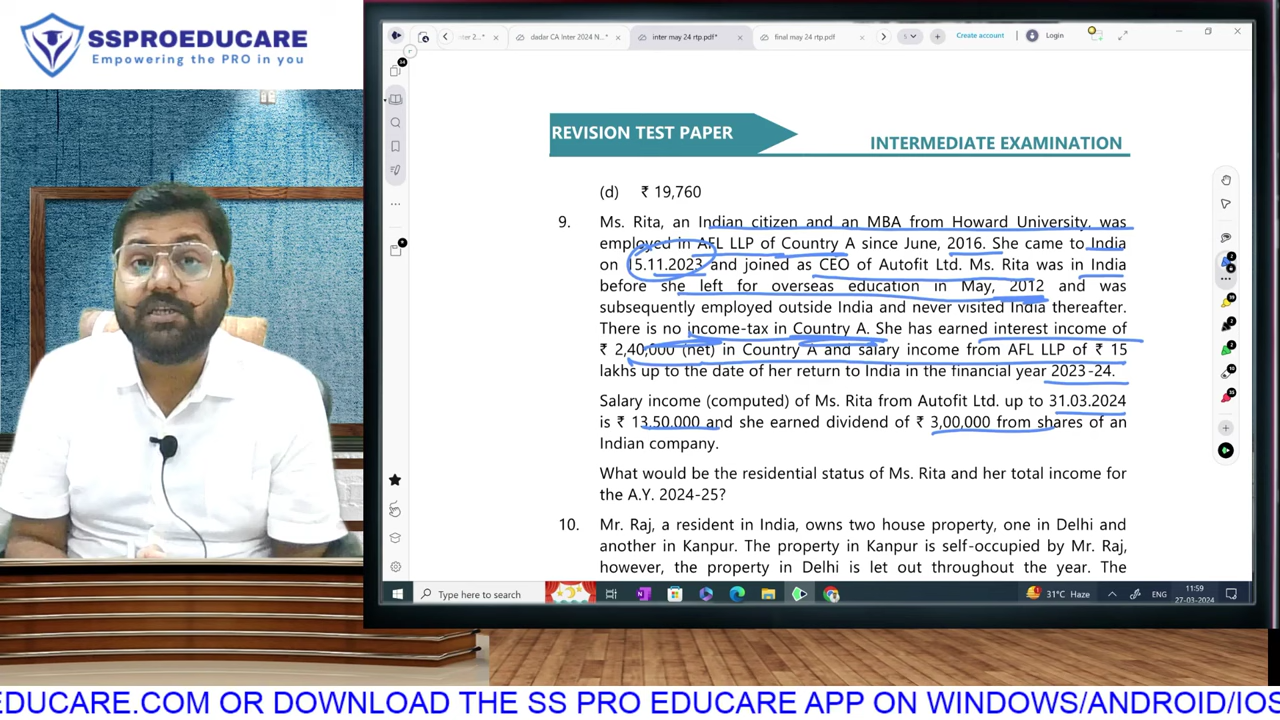 SSPROEDUCARE
Empowering the PRO in you
ter 2..."
dadar CA Inter 2024 N..."
inter may 24 rtp.pdf*
final may 24 rtp.pdf
5
Create account
Login
REVISION TEST PAPER
INTERMEDIATE EXAMINATION
(d) ₹ 19,760
9. Ms. Rita, an Indian citizen and an MBA from Howard University, was
employed in AFL LLP of Country A since June, 2016. She came to India
on 15.11.2023 and joined as CEO of Autofit Ltd. Ms. Rita was in India
before she left for overseas education in May, 2012 and was
subsequently employed outside India and never visited India thereafter.
There is no income-tax in Country A. She has earned interest income of
₹ 2,40,000 (net) in Country A and salary income from AFL LLP of ₹ 15
lakhs up to the date of her return to India in the financial year 2023-24.
Salary income (computed) of Ms. Rita from Autofit Ltd. up to 31.03.2024
is ₹ 13,50,000 and she earned dividend of ₹ 3,00,000 from shares of an
Indian company.
What would be the residential status of Ms. Rita and her total income for
the A.Y. 2024-25?
10. Mr. Raj, a resident in India, owns two house property, one in Delhi and
another in Kanpur. The property in Kanpur is self-occupied by Mr. Raj,
however, the property in Delhi is let out throughout the year. The
Type here to search
31°C Haze
ENG
11:59
27-03-2024
EDUCARE.COM OR DOWNLOAD THE SS PRO EDUCARE APP ON WINDOWS/ANDROID/IOS